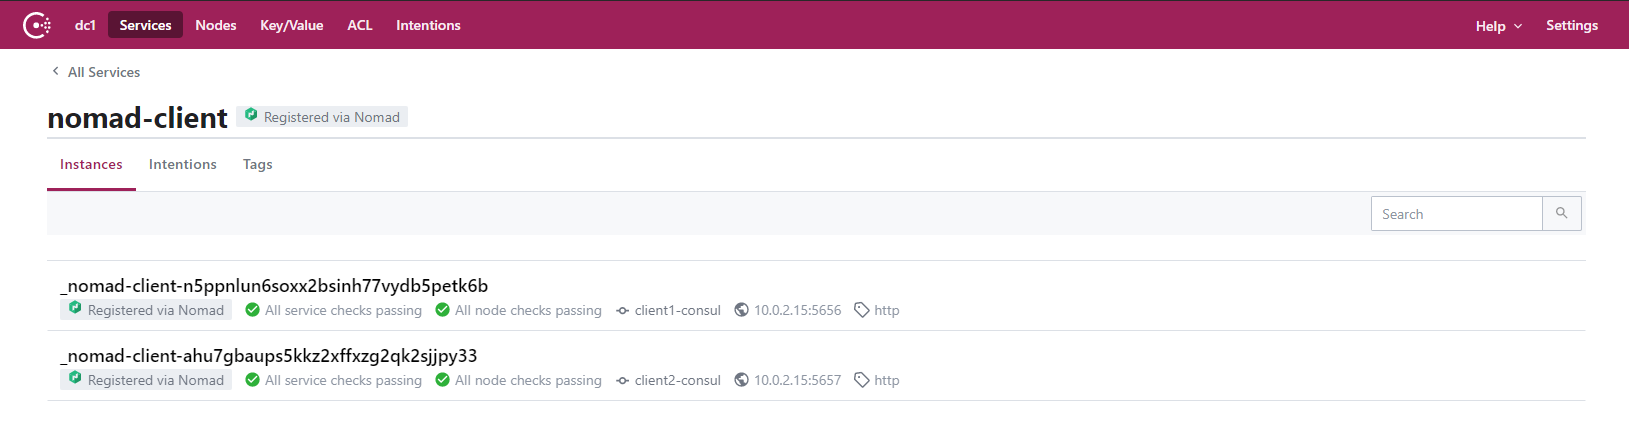 dc1 Services Nodes Key/Value ACL Intentions Help Settings
All Services
nomad-client Registered via Nomad
Instances Intentions Tags
Search
_nomad-client-n5ppnlun6soxx2bsinh77vydb5petk6b
Registered via Nomad All service checks passing All node checks passing client1-consul 10.0.2.15:5656 http
_nomad-client-ahu7gbaups5kkz2xffxzg2qk2sjjpy33
Registered via Nomad All service checks passing All node checks passing client2-consul 10.0.2.15:5657 http